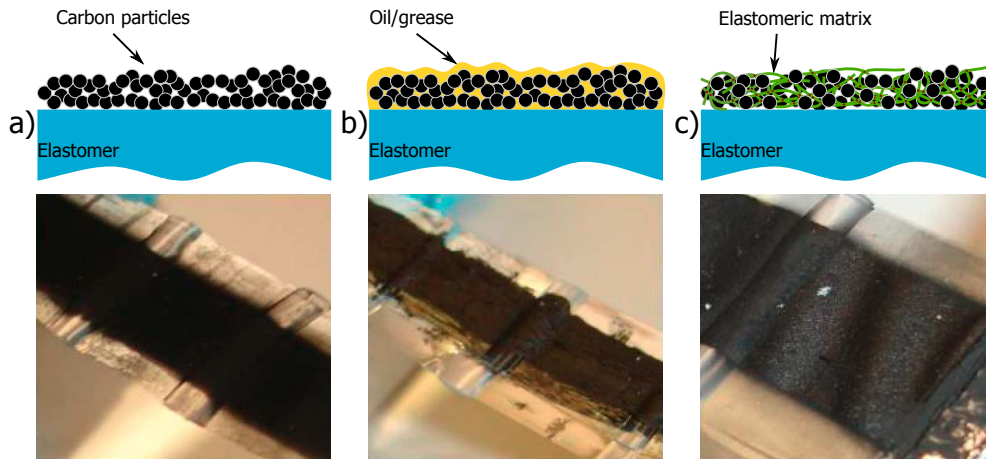 Carbon particles
Oil/grease
Elastomeric matrix
a)
b)
c)
Elastomer
Elastomer
Elastomer